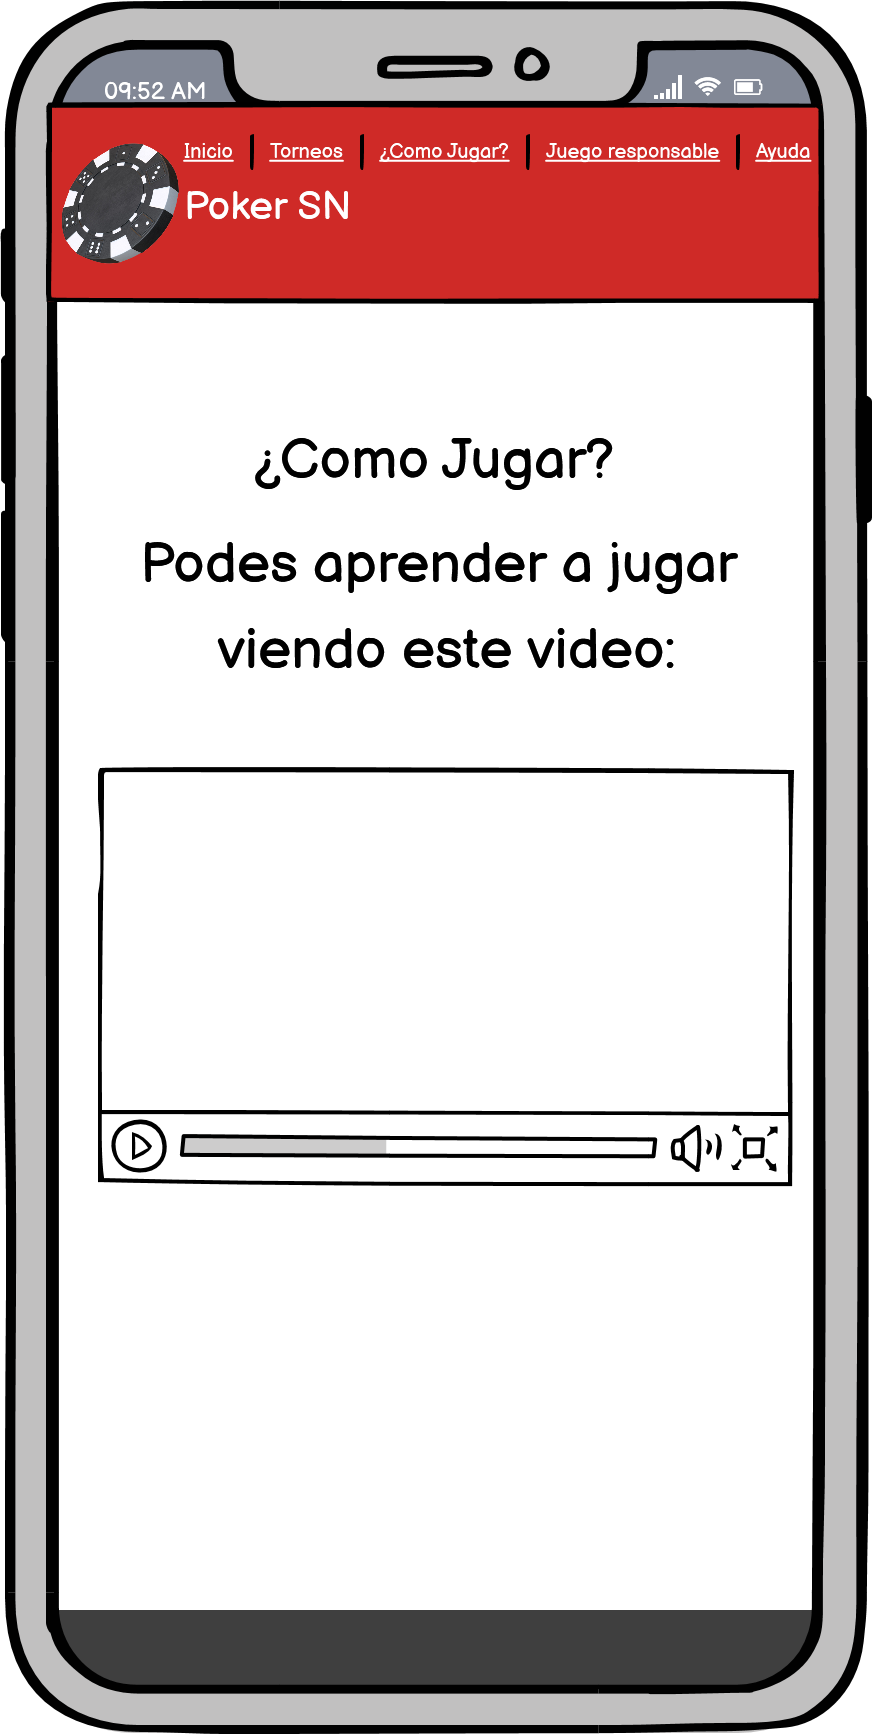 09:52 AM
Inicio Torneos ¿Como Jugar? Juego responsable Ayuda
Poker SN
¿Como Jugar?
Podes aprender a jugar
viendo este video: